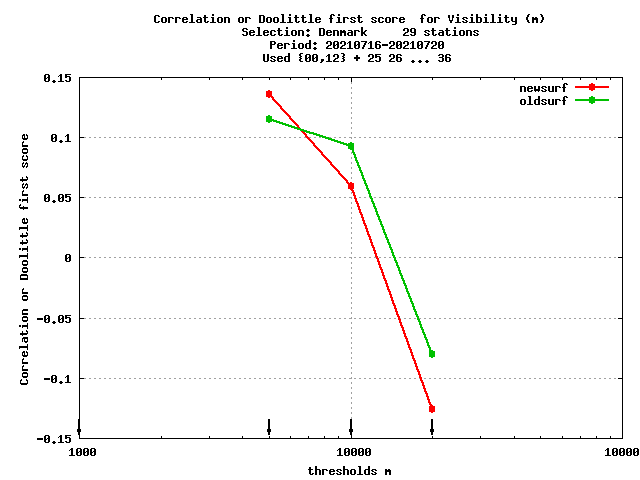 Correlation or Doolittle first score  for Visibility (m)
Selection: Denmark     29 stations
Period: 20210716-20210720
Used {00,12} + 25 26 ... 36
newsurf
oldsurf
0.15
0.1
0.05
0
-0.05
-0.1
-0.15
Correlation or Doolittle first score
1000 10000 10000
thresholds m